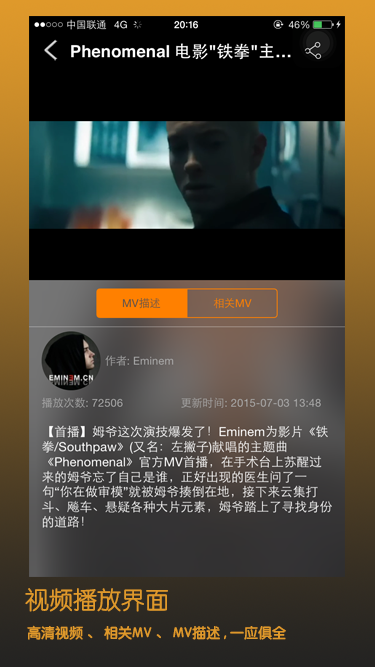 中国联通 4G 20:16 46%
Phenomenal 电影"铁拳"主...
MV描述 相关MV
EMINEM.CN
作者: Eminem
播放次数: 72506 更新时间: 2015-07-03 13:48
【首播】姆爷这次演技爆发了！Eminem为影片《铁
拳/Southpaw》(又名：左撇子)献唱的主题曲
《Phenomenal》官方MV首播，在手术台上苏醒过
来的姆爷忘了自己是谁，正好出现的医生问了一
句“你在做审模”就被姆爷揍倒在地，接下来云集打
斗、飚车、悬疑各种大片元素，姆爷踏上了寻找身份
的道路！
视频播放界面
高清视频 、 相关MV 、 MV描述 , 一应俱全